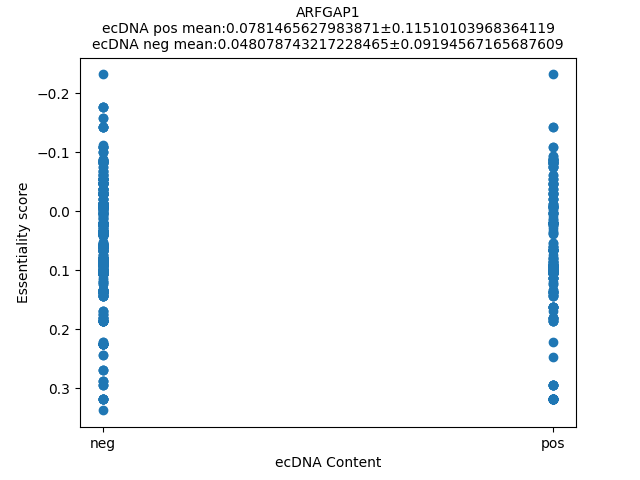 ARFGAP1
ecDNA pos mean:0.0781465627983871±0.11510103968364119
ecDNA neg mean:0.048078743217228465±0.09194567165687609
−0.2
−0.1
0.0
0.1
0.2
0.3
Essentiality score
neg
pos
ecDNA Content